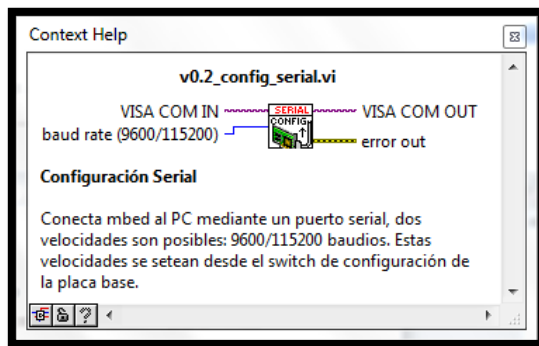 Context Help
v0.2_config_serial.vi
VISA COM IN
SERIAL
CONFIG
VISA COM OUT
baud rate (9600/115200)
error out
Configuración Serial
Conecta mbed al PC mediante un puerto serial, dos
velocidades son posibles: 9600/115200 baudios. Estas
velocidades se setean desde el switch de configuración de
la placa base.
?